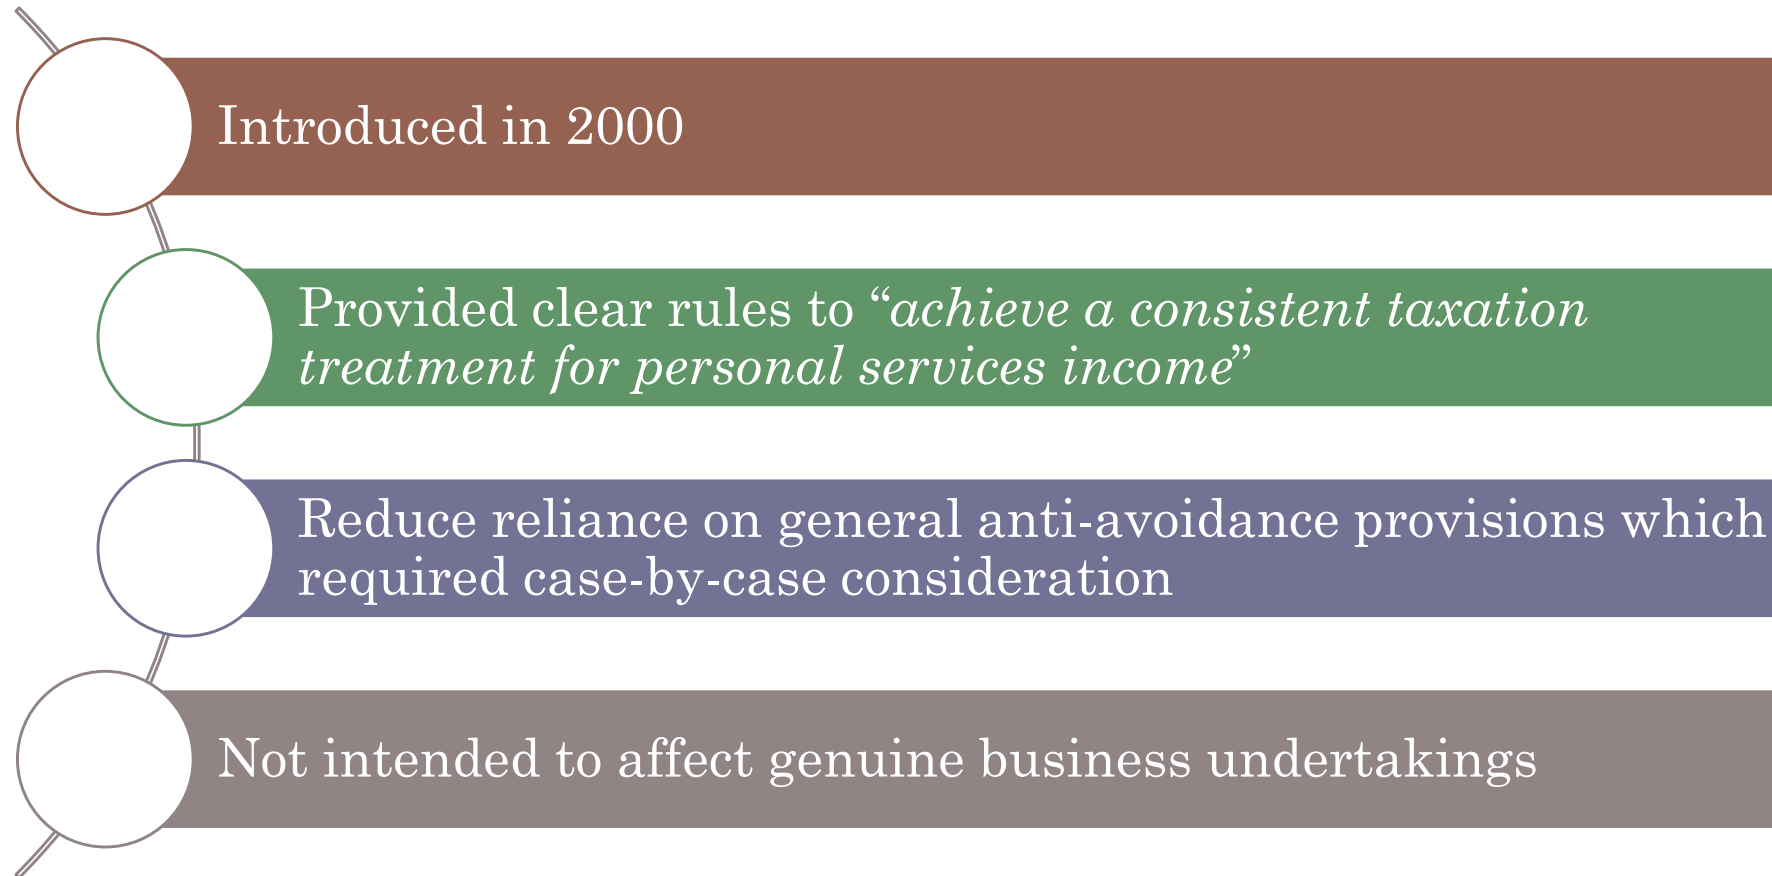 Introduced in 2000
Provided clear rules to “achieve a consistent taxation
treatment for personal services income”
Reduce reliance on general anti-avoidance provisions which
required case-by-case consideration
Not intended to affect genuine business undertakings